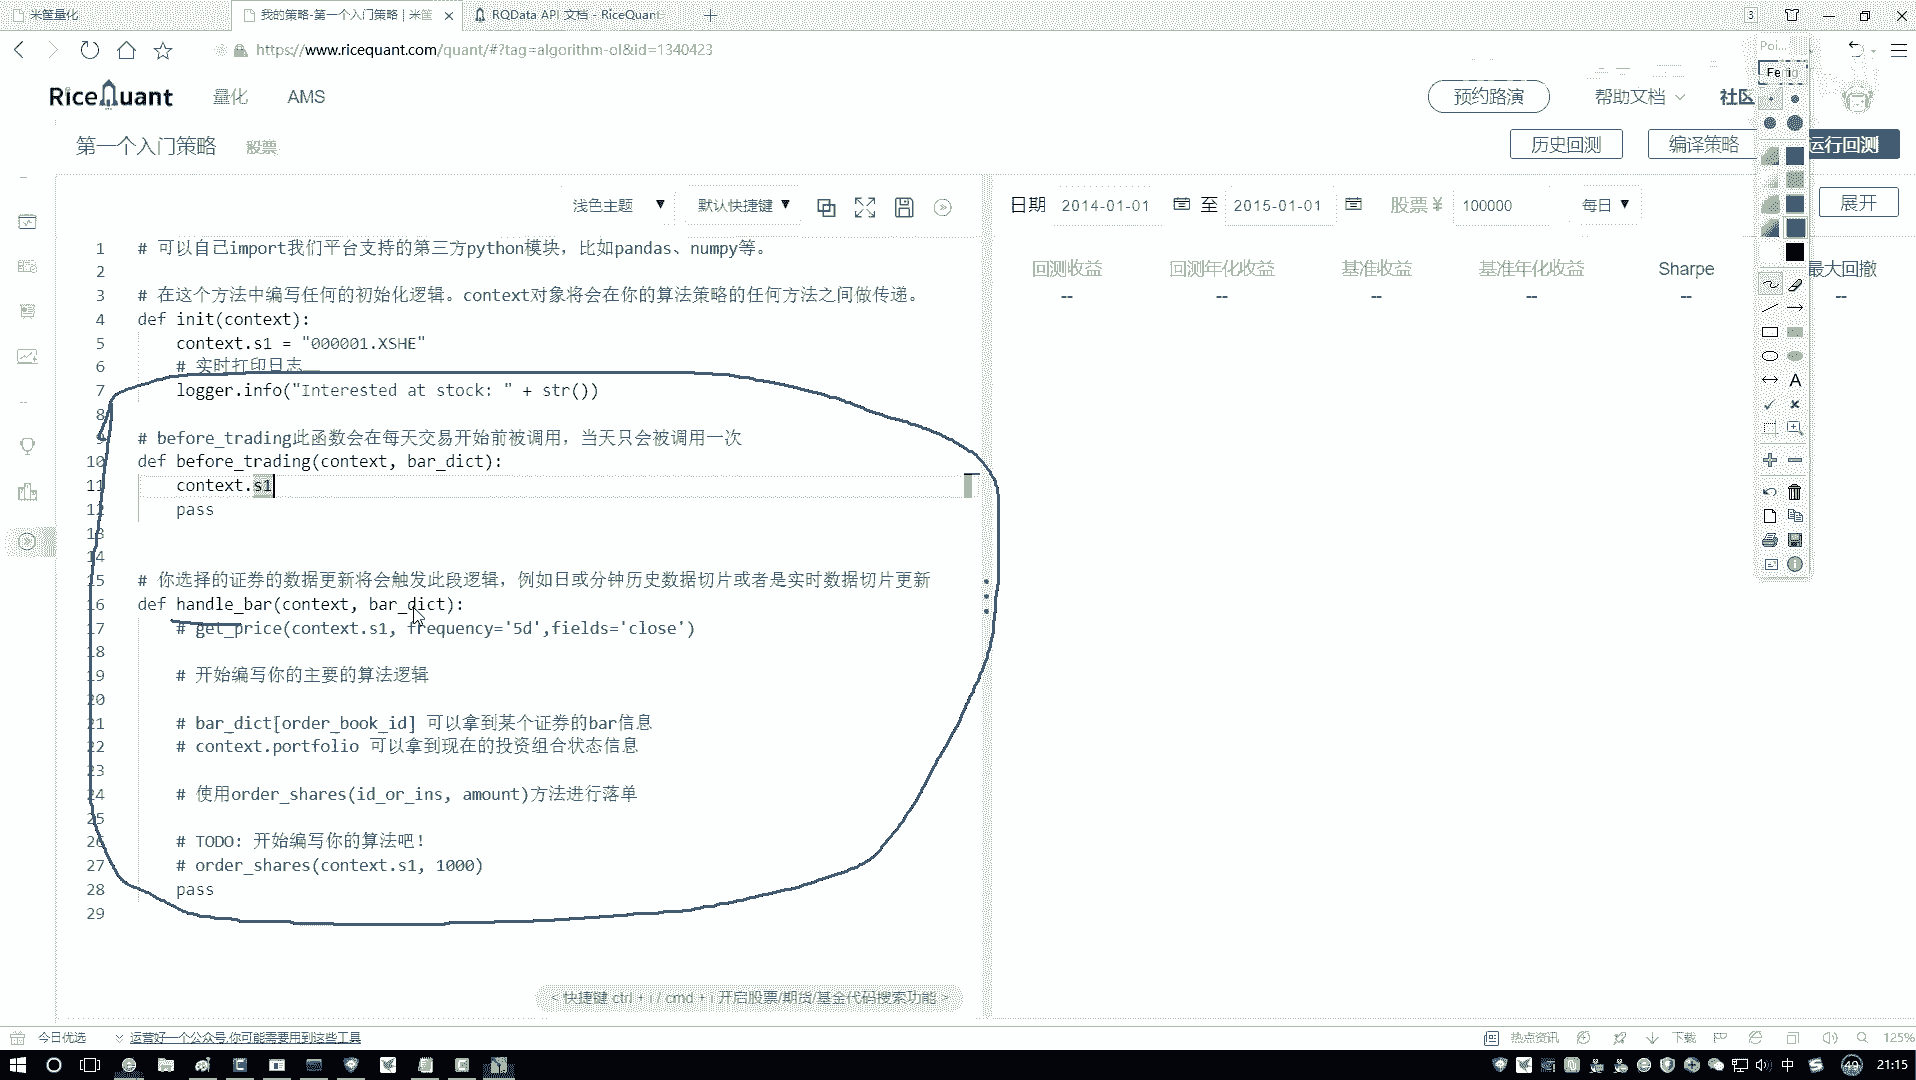 米筐量化
我的策略-第一个入门策略 | 米筐
RQData API 文档 - RiceQuant
3
https://www.ricequant.com/quant/#?tag=algorithm-ol&id=1340423
Poi...
RiceQuant
量化
AMS
预约路演
帮助文档
社区
第一个入门策略
股票
历史回测
编译策略
运行回测
浅色主题
默认快捷键
日期
2014-01-01
至
2015-01-01
股票 ¥
100000
每日
展开
回测收益
回测年化收益
基准收益
基准年化收益
Sharpe
最大回撤
--
--
--
--
--
--
1 # 可以自己import我们平台支持的第三方python模块，比如pandas、numpy等。
2
3 # 在这个方法中编写任何的初始化逻辑。context对象将会在你的算法策略的任何方法之间做传递。
4 def init(context):
5 context.s1 = "000001.XSHE"
6 # 实时打印日志
7 logger.info("Interested at stock: " + str())
8
9 # before_trading此函数会在每天交易开始前被调用，当天只会被调用一次
10 def before_trading(context, bar_dict):
11 context.s1
12 pass
13
14
15 # 你选择的证券的数据更新将会触发此段逻辑，例如日或分钟历史数据切片或者是实时数据切片更新
16 def handle_bar(context, bar_dict):
17 # get_price(context.s1, frequency='5d',fields='close')
18
19 # 开始编写你的主要的算法逻辑
20
21 # bar_dict[order_book_id] 可以拿到某个证券的bar信息
22 # context.portfolio 可以拿到现在的投资组合状态信息
23
24 # 使用order_shares(id_or_ins, amount)方法进行落单
25
26 # TODO: 开始编写你的算法吧！
27 # order_shares(context.s1, 1000)
28 pass
29
< 快捷键 ctrl + i / cmd + i 开启股票/期货/基金代码搜索功能 >
今日优选
运营好一个公众号,你可能需要用到这些工具
热点资讯
下载
125%
中
49
21:15